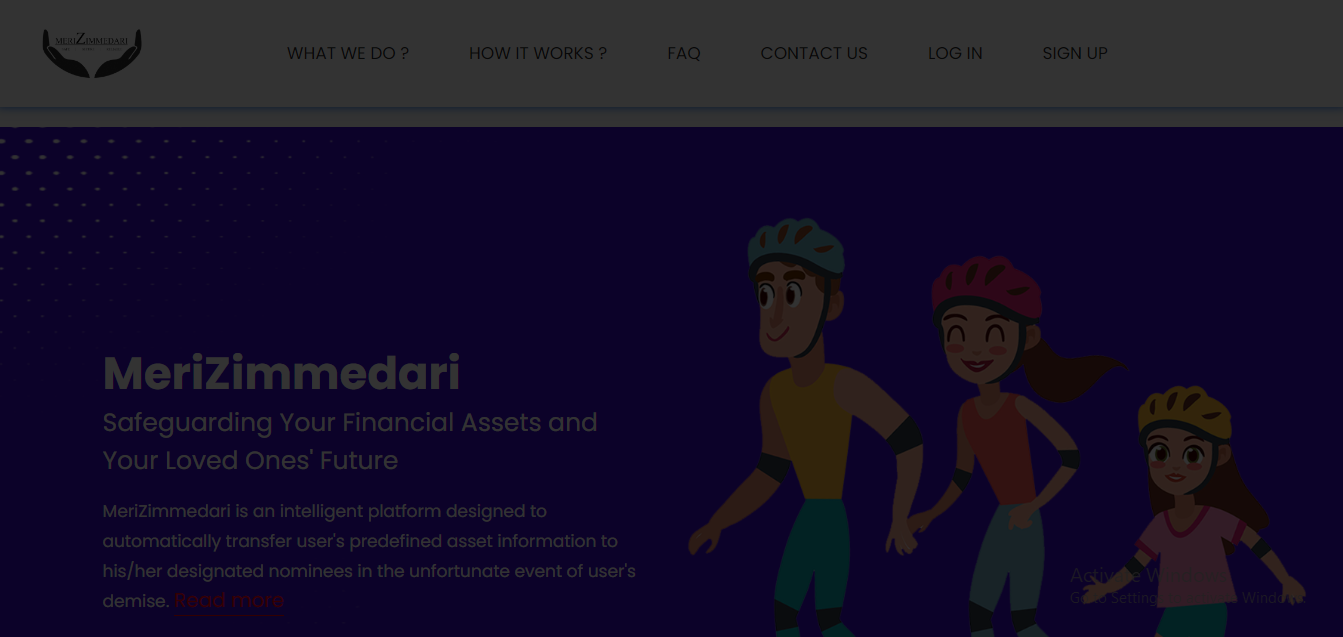 MERIZIMMEDARI
WHAT WE DO ?
HOW IT WORKS ?
FAQ
CONTACT US
LOG IN
SIGN UP
MeriZimmedari
Safeguarding Your Financial Assets and
Your Loved Ones' Future
MeriZimmedari is an intelligent platform designed to
automatically transfer user's predefined asset information to
his/her designated nominees in the unfortunate event of user's
demise. Read more
Activate Windows
Go to Settings Windows.